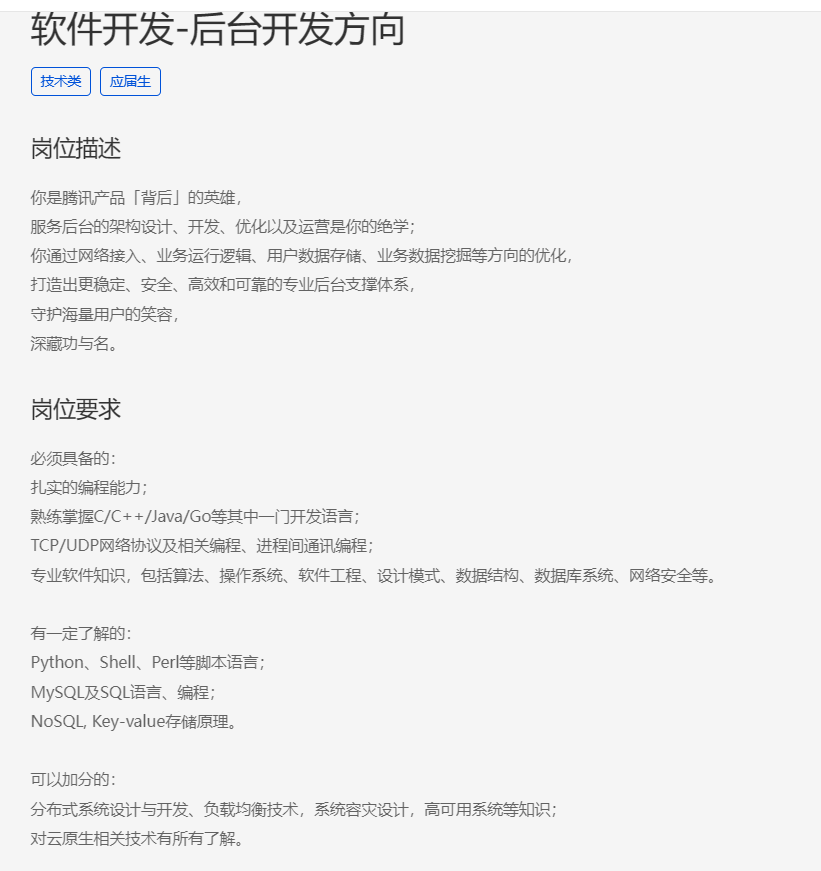 软件开发-后台开发方向
技术类 应届生
岗位描述
你是腾讯产品「背后」的英雄，
服务后台的架构设计、开发、优化以及运营是你的绝学；
你通过网络接入、业务运行逻辑、用户数据存储、业务数据挖掘等方向的优化，
打造出更稳定、安全、高效和可靠的专业后台支撑体系，
守护海量用户的笑容，
深藏功与名。
岗位要求
必须具备的：
扎实的编程能力；
熟练掌握C/C++/Java/Go等其中一门开发语言；
TCP/UDP网络协议及相关编程、进程间通讯编程；
专业软件知识，包括算法、操作系统、软件工程、设计模式、数据结构、数据库系统、网络安全等。
有一定了解的：
Python、Shell、Perl等脚本语言；
MySQL及SQL语言、编程；
NoSQL, Key-value存储原理。
可以加分的：
分布式系统设计与开发、负载均衡技术，系统容灾设计，高可用系统等知识；
对云原生相关技术有所有了解。